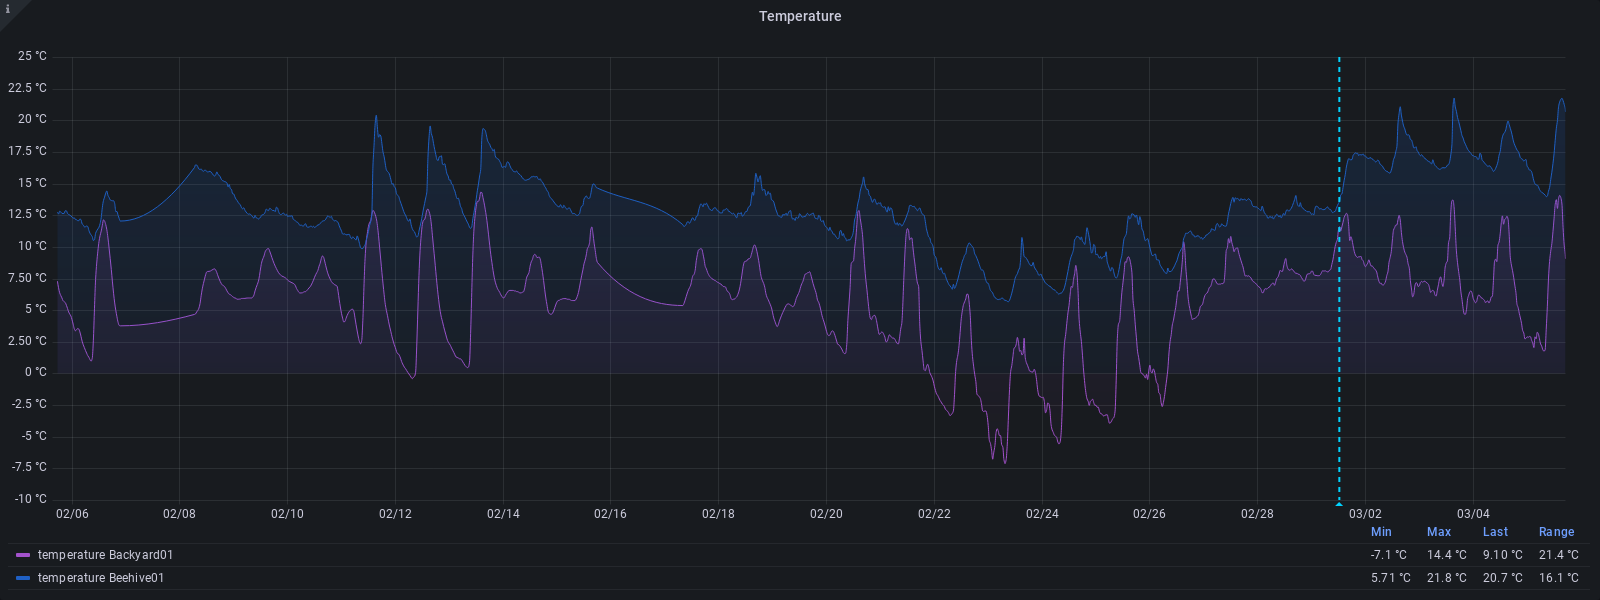 i
Temperature
25 °C
22.5 °C
20 °C
17.5 °C
15 °C
12.5 °C
10 °C
7.50 °C
5 °C
2.50 °C
0 °C
-2.5 °C
-5 °C
-7.5 °C
-10 °C
02/06 02/08 02/10 02/12 02/14 02/16 02/18 02/20 02/22 02/24 02/26 02/28 03/02 03/04
Min Max Last Range
temperature Backyard01 -7.1 °C 14.4 °C 9.10 °C 21.4 °C
temperature Beehive01 5.71 °C 21.8 °C 20.7 °C 16.1 °C